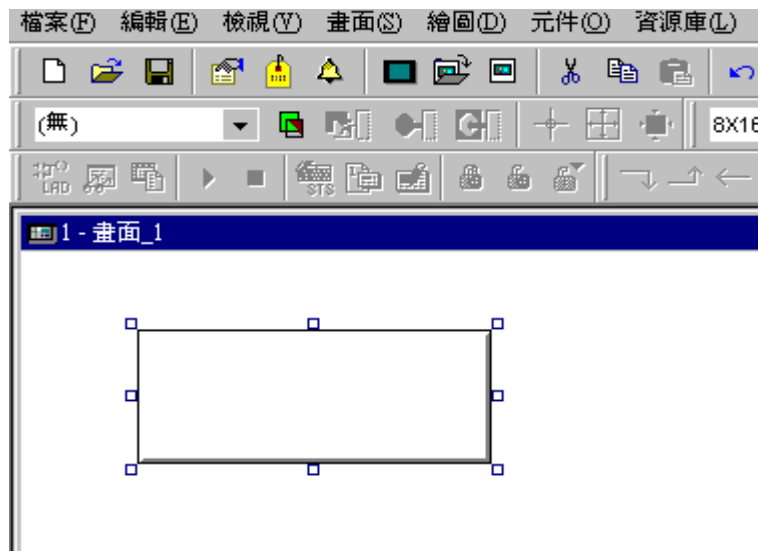 檔案(F) 編輯(E) 檢視(V) 畫面(S) 繪圖(D) 元件(O) 資源庫(L)
(無) 8X16
LAD STS
1 - 畫面_1